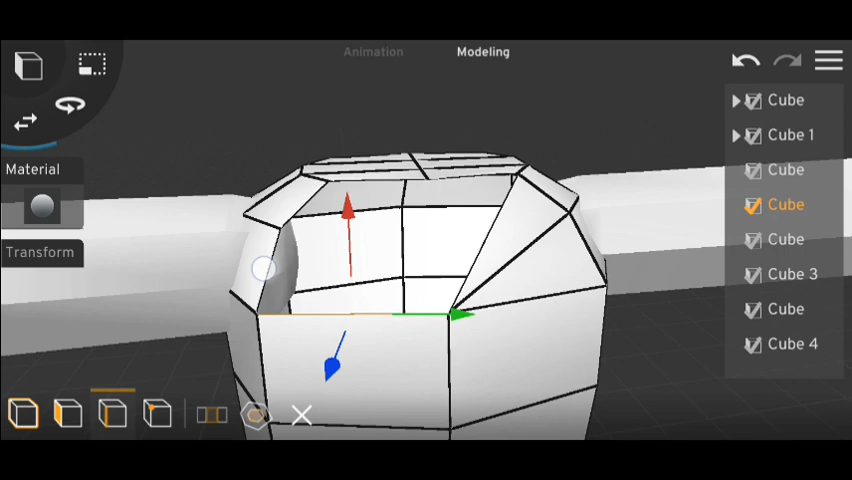 Animation
Modeling
Material
Transform
Cube
Cube 1
Cube
Cube
Cube
Cube 3
Cube
Cube 4